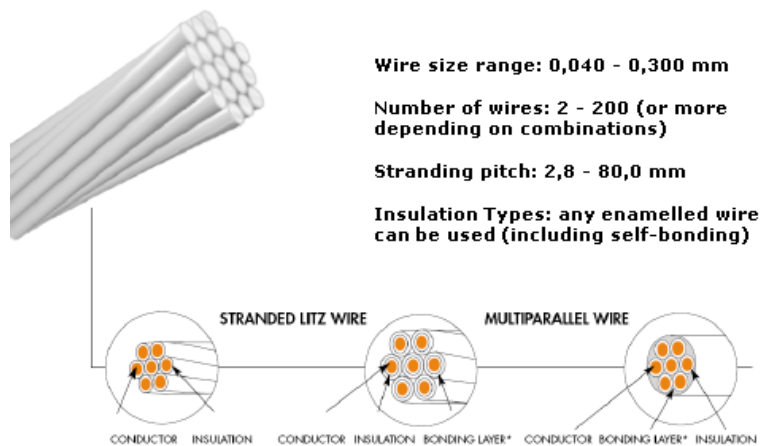 Wire size range: 0,040 - 0,300 mm
Number of wires: 2 - 200 (or more
depending on combinations)
Stranding pitch: 2,8 - 80,0 mm
Insulation Types: any enamelled wire
can be used (including self-bonding)
STRANDED LITZ WIRE
MULTIPARALLEL WIRE
CONDUCTOR INSULATION
CONDUCTOR INSULATION BONDING LAYER*
CONDUCTOR BONDING LAYER* INSULATION